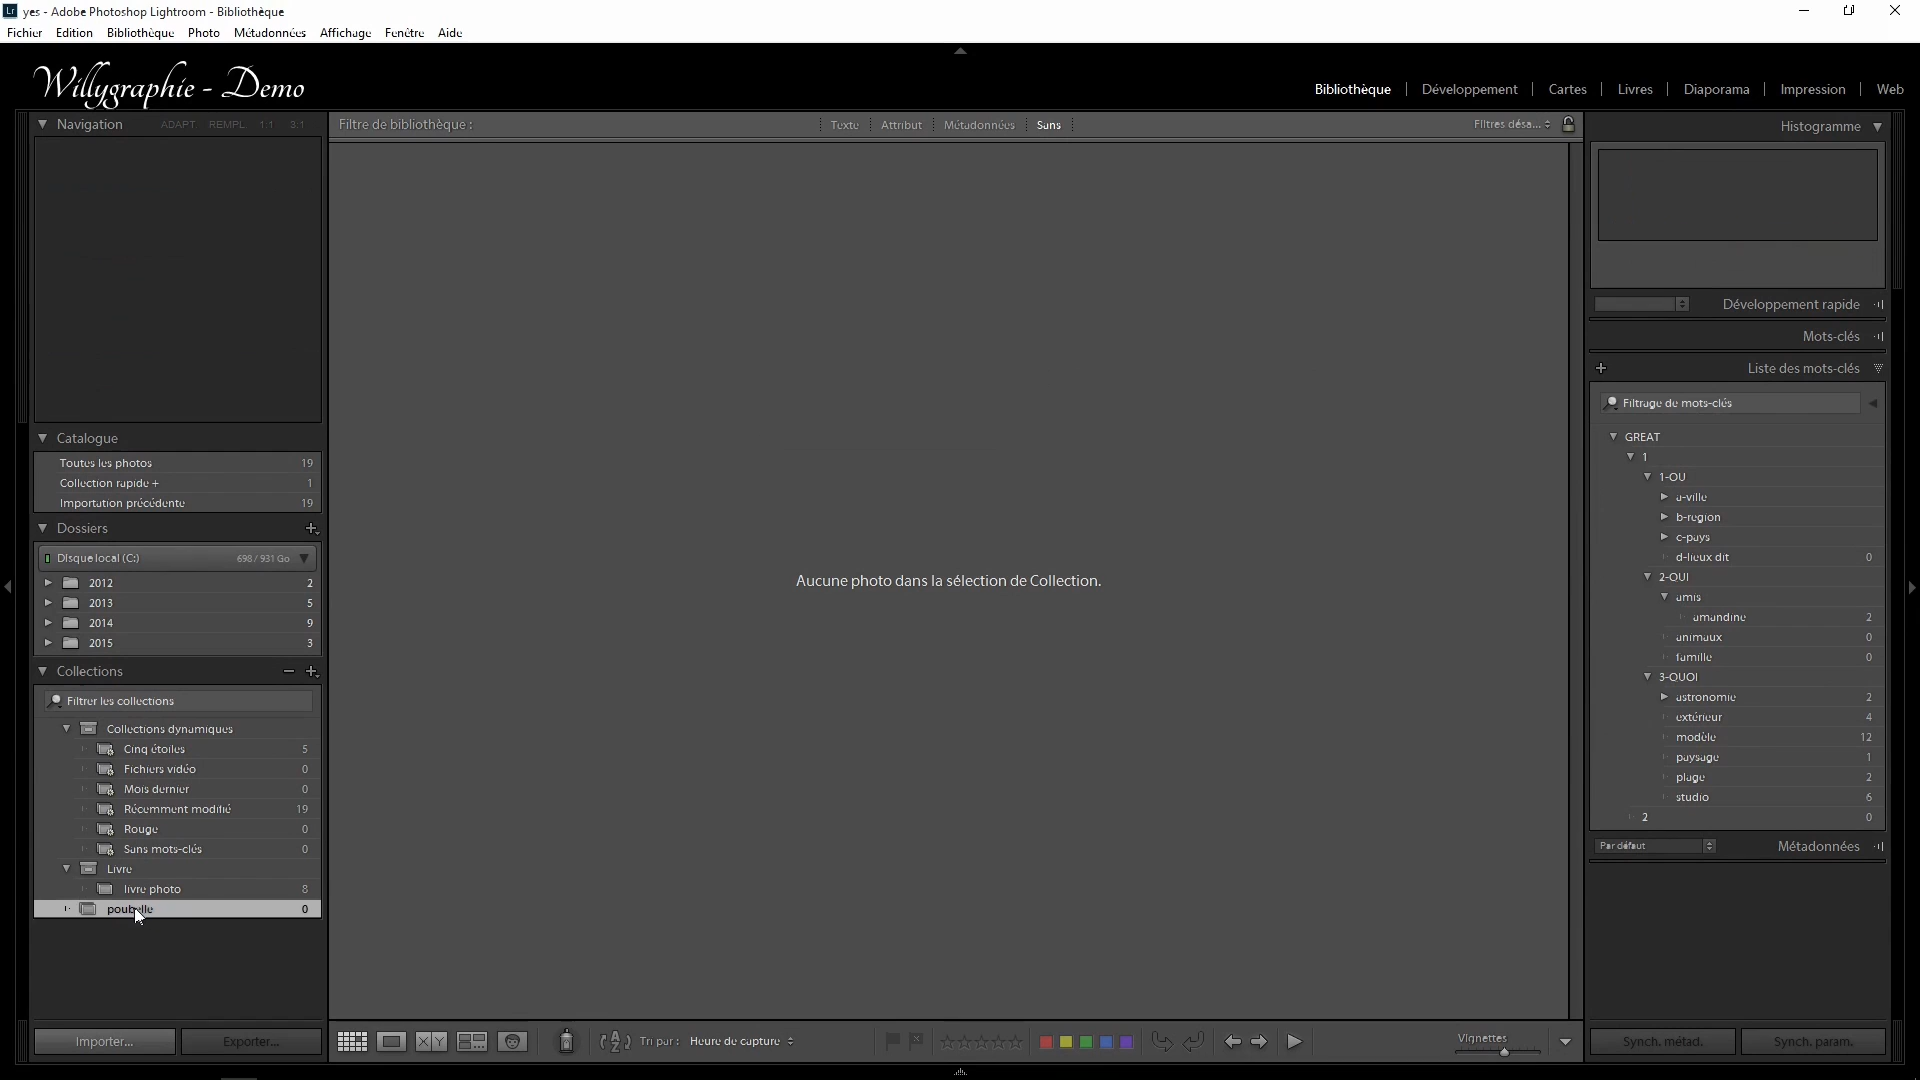 yes - Adobe Photoshop Lightroom - Bibliothèque
Fichier Edition Bibliothèque Photo Métadonnées Affichage Fenêtre Aide
Willygraphie - Demo
Bibliothèque | Développement | Cartes | Livres | Diaporama | Impression | Web
Navigation ADAPT. REMPL. 1:1 3:1
Filtre de bibliothèque :
Texte Attribut Métadonnées Sans
Filtres désa...
Histogramme
Développement rapide
Mots-clés
Liste des mots-clés
Filtrage de mots-clés
GREAT
1
1-OU
a-ville
b-region
c-pays
d-lieux dit 0
2-QUI
amis
amandine 2
animaux 0
famille 0
3-QUOI
astronomie 2
extérieur 4
modèle 12
paysage 1
plage 2
studio 6
2 0
Par défaut Métadonnées
Catalogue
Toutes les photos 19
Collection rapide + 1
Importation précédente 19
Dossiers
Disque local (C:) 698 / 931 Go
2012 2
2013 5
2014 9
2015 3
Collections
Filtrer les collections
Collections dynamiques
Cinq étoiles 5
Fichiers vidéo 0
Mois dernier 0
Récemment modifié 19
Rouge 0
Sans mots-clés 0
Livre
livre photo 8
poubelle 0
Aucune photo dans la sélection de Collection.
Importer... Exporter...
Tri par : Heure de capture
Vignettes
Synch. métad. Synch. param.